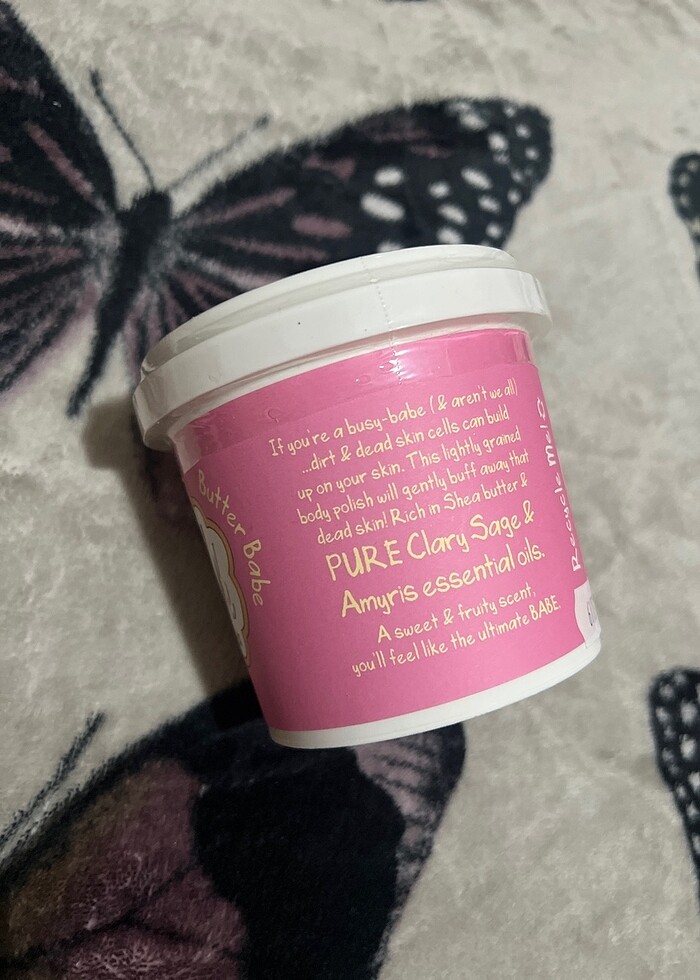 If you're a busy-babe (& aren't we all)
...dirt & dead skin cells can build
up on your skin. This lightly grained
body polish will gently buff away that
dead skin! Rich in Shea butter &
PURE Clary Sage &
Amyris essential oils.
A sweet & fruity scent,
you'll feel like the ultimate BABE.
Butter Babe
Recycle Me!